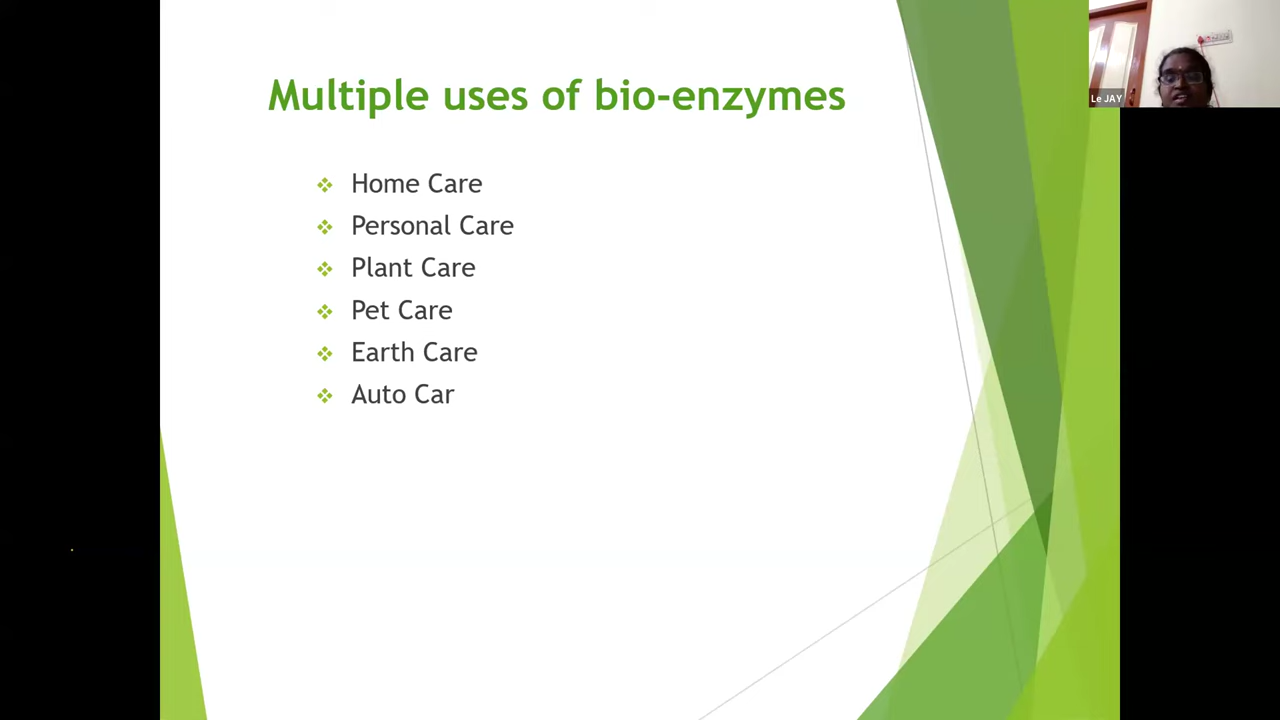 Multiple uses of bio-enzymes
Le JAY
Home Care
Personal Care
Plant Care
Pet Care
Earth Care
Auto Car